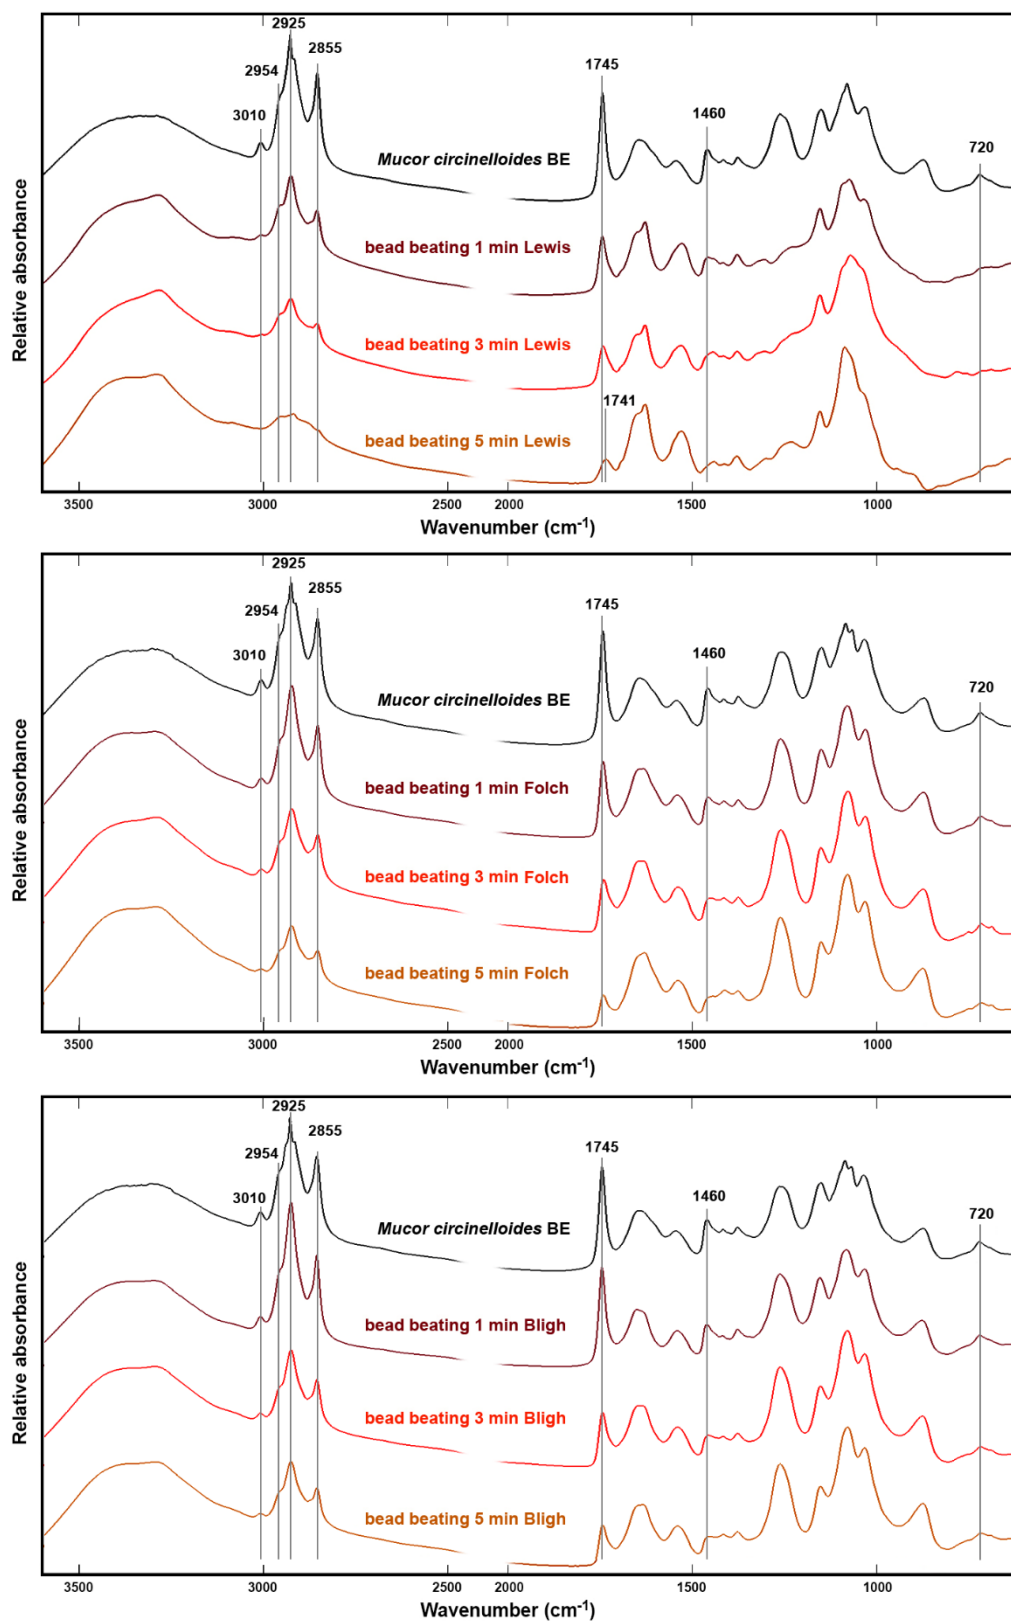 2925
2855
2954
1745
1460
3010
720
Mucor circinelloides BE
bead beating 1 min Lewis
bead beating 3 min Lewis
1741
bead beating 5 min Lewis
Relative absorbance
3500 3000 2500 2000 1500 1000
Wavenumber (cm-1)
2925
2855
2954
1745
1460
3010
720
Mucor circinelloides BE
bead beating 1 min Folch
bead beating 3 min Folch
bead beating 5 min Folch
Relative absorbance
3500 3000 2500 2000 1500 1000
Wavenumber (cm-1)
2925
2855
2954
1745
1460
3010
720
Mucor circinelloides BE
bead beating 1 min Bligh
bead beating 3 min Bligh
bead beating 5 min Bligh
Relative absorbance
3500 3000 2500 2000 1500 1000
Wavenumber (cm-1)